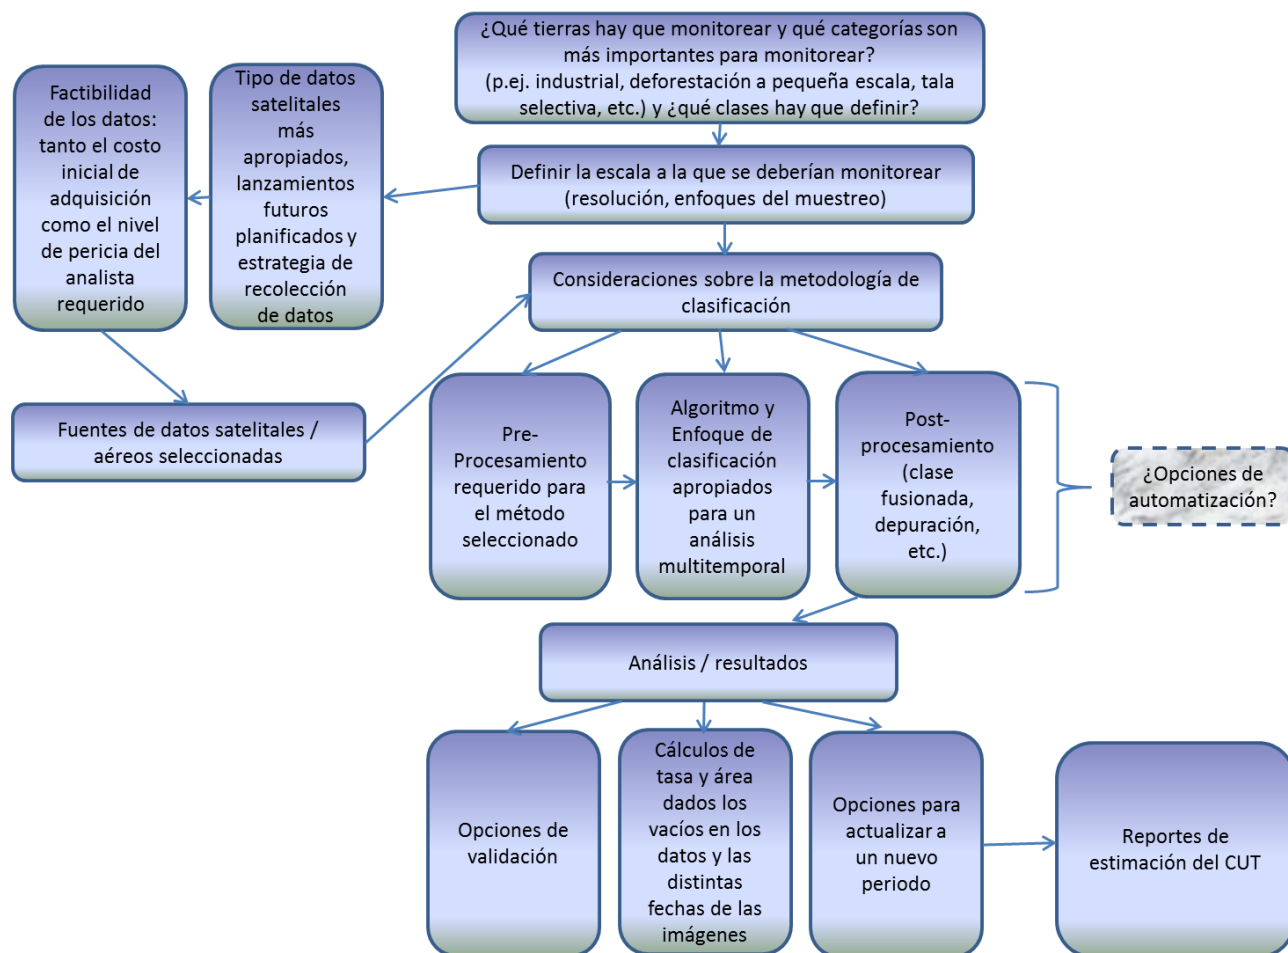 ¿Qué tierras hay que monitorear y qué categorías son
más importantes para monitorear?
(p.ej. industrial, deforestación a pequeña escala, tala
selectiva, etc.) y ¿qué clases hay que definir?
Factibilidad
de los datos:
tanto el costo
inicial de
adquisición
como el nivel
de pericia del
analista
requerido
Tipo de datos
satelitales
más
apropiados,
lanzamientos
futuros
planificados y
estrategia de
recolección
de datos
Definir la escala a la que se deberían monitorear
(resolución, enfoques del muestreo)
Consideraciones sobre la metodología de
clasificación
Fuentes de datos satelitales /
aéreos seleccionadas
Pre-
Procesamiento
requerido para
el método
seleccionado
Algoritmo y
Enfoque de
clasificación
apropiados
para un
análisis
multitemporal
Post-
procesamiento
(clase
fusionada,
depuración,
etc.)
¿Opciones de
automatización?
Análisis / resultados
Opciones de
validación
Cálculos de
tasa y área
dados los
vacíos en los
datos y las
distintas
fechas de las
imágenes
Opciones para
actualizar a
un nuevo
periodo
Reportes de
estimación del CUT